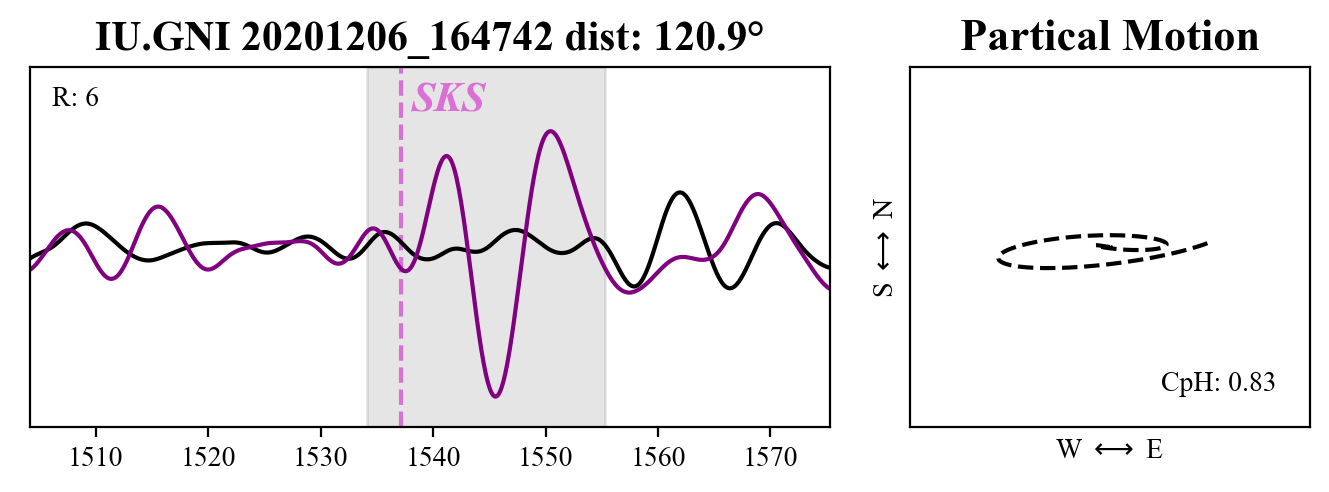 IU.GNI 20201206_164742 dist: 120.9°
Partical Motion
R: 6
SKS
S ⟷ N
CpH: 0.83
1510 1520 1530 1540 1550 1560 1570
W ⟷ E